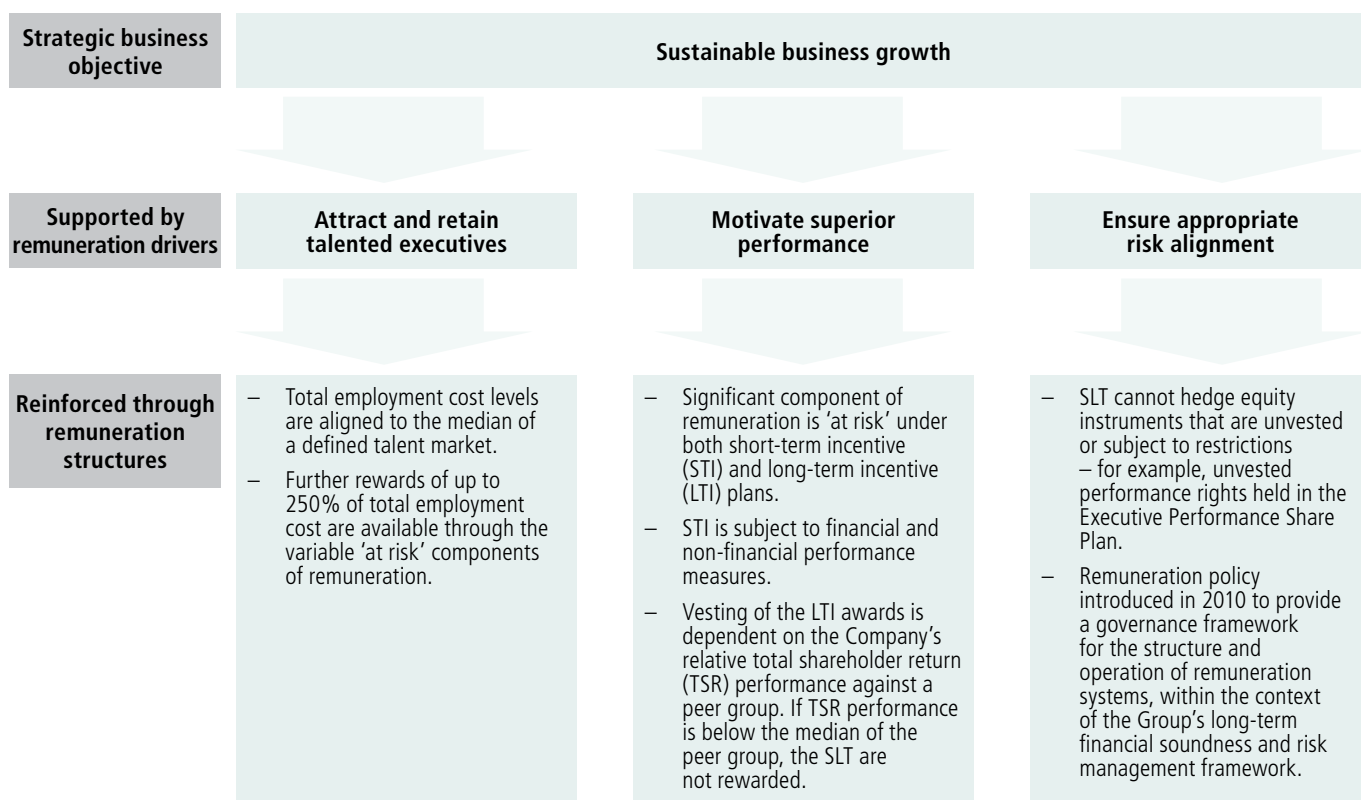 Strategic business
objective
Sustainable business growth
Supported by
remuneration drivers
Attract and retain
talented executives
Motivate superior
performance
Ensure appropriate
risk alignment
Reinforced through
remuneration
structures
– Total employment cost levels
are aligned to the median of
a defined talent market.
– Further rewards of up to
250% of total employment
cost are available through the
variable ‘at risk’ components
of remuneration.
– Significant component of
remuneration is ‘at risk’ under
both short-term incentive
(STI) and long-term incentive
(LTI) plans.
– STI is subject to financial and
non-financial performance
measures.
– Vesting of the LTI awards is
dependent on the Company’s
relative total shareholder return
(TSR) performance against a
peer group. If TSR performance
is below the median of the
peer group, the SLT are
not rewarded.
– SLT cannot hedge equity
instruments that are unvested
or subject to restrictions
– for example, unvested
performance rights held in the
Executive Performance Share
Plan.
– Remuneration policy
introduced in 2010 to provide
a governance framework
for the structure and
operation of remuneration
systems, within the context
of the Group’s long-term
financial soundness and risk
management framework.